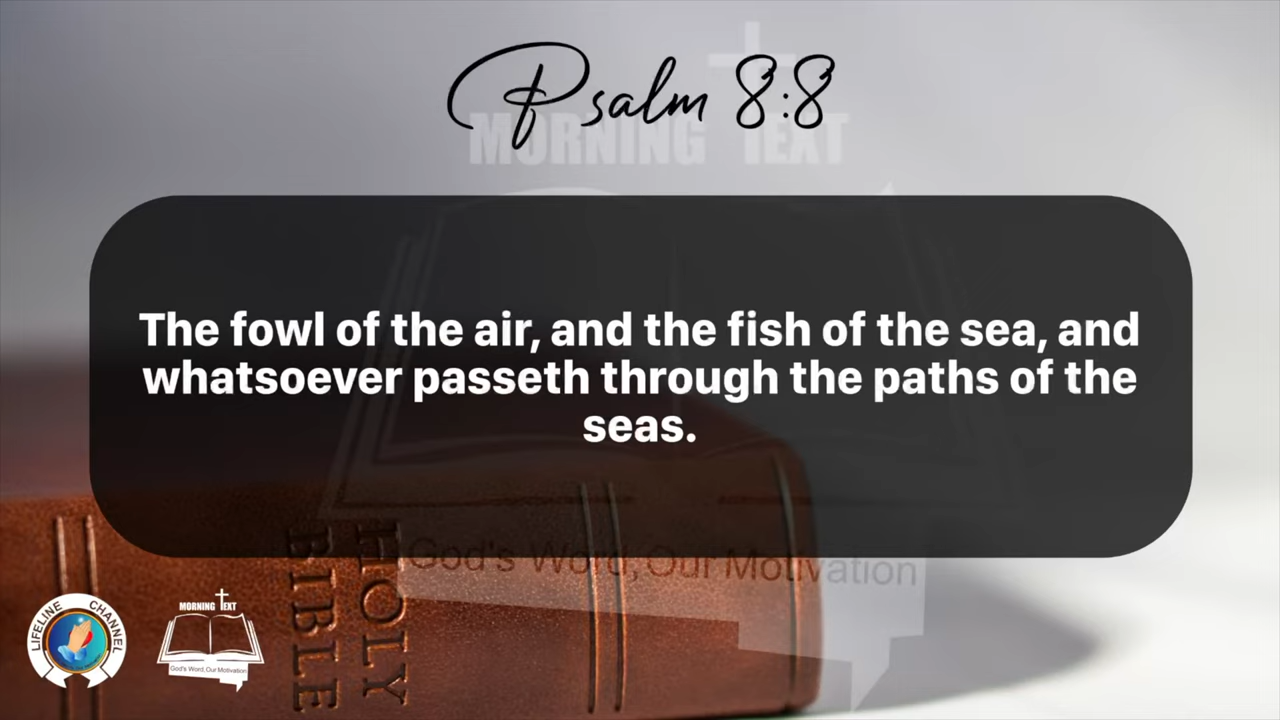 Psalm 8:8
MORNING TEXT
The fowl of the air, and the fish of the sea, and
whatsoever passeth through the paths of the
seas.
God's Word, Our Motivation
HOLY
BIBLE
LIFELINE CHANNEL
MORNING TEXT
God's Word, Our Motivation